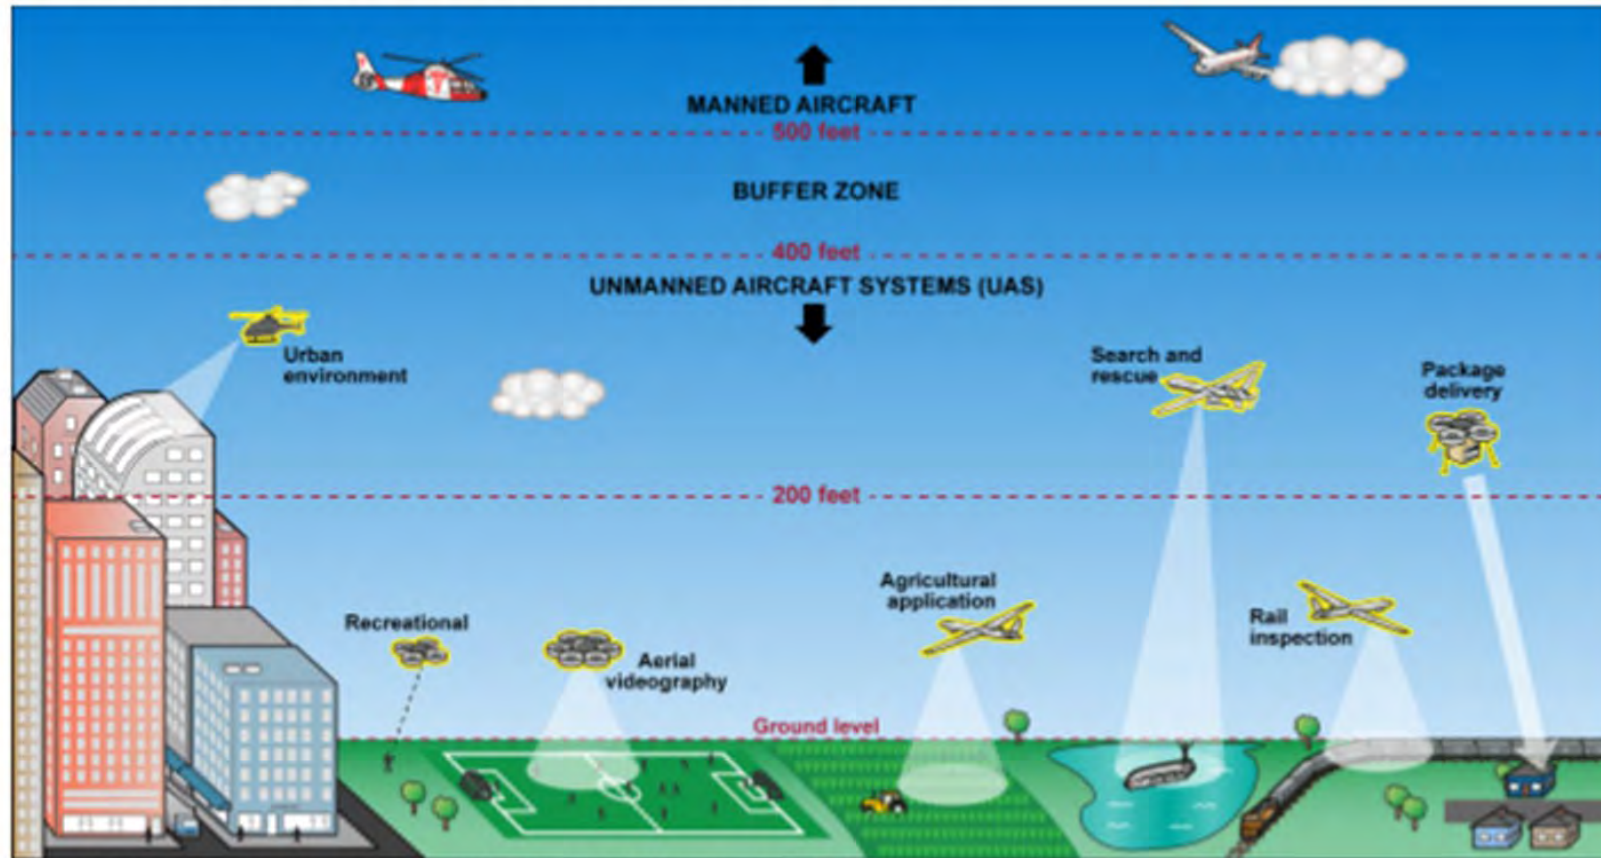 MANNED AIRCRAFT
500 feet
BUFFER ZONE
400 feet
UNMANNED AIRCRAFT SYSTEMS (UAS)
Urban
environment
Search and
rescue
Package
delivery
200 feet
Agricultural
application
Recreational
Rail
inspection
Aerial
videography
Ground level